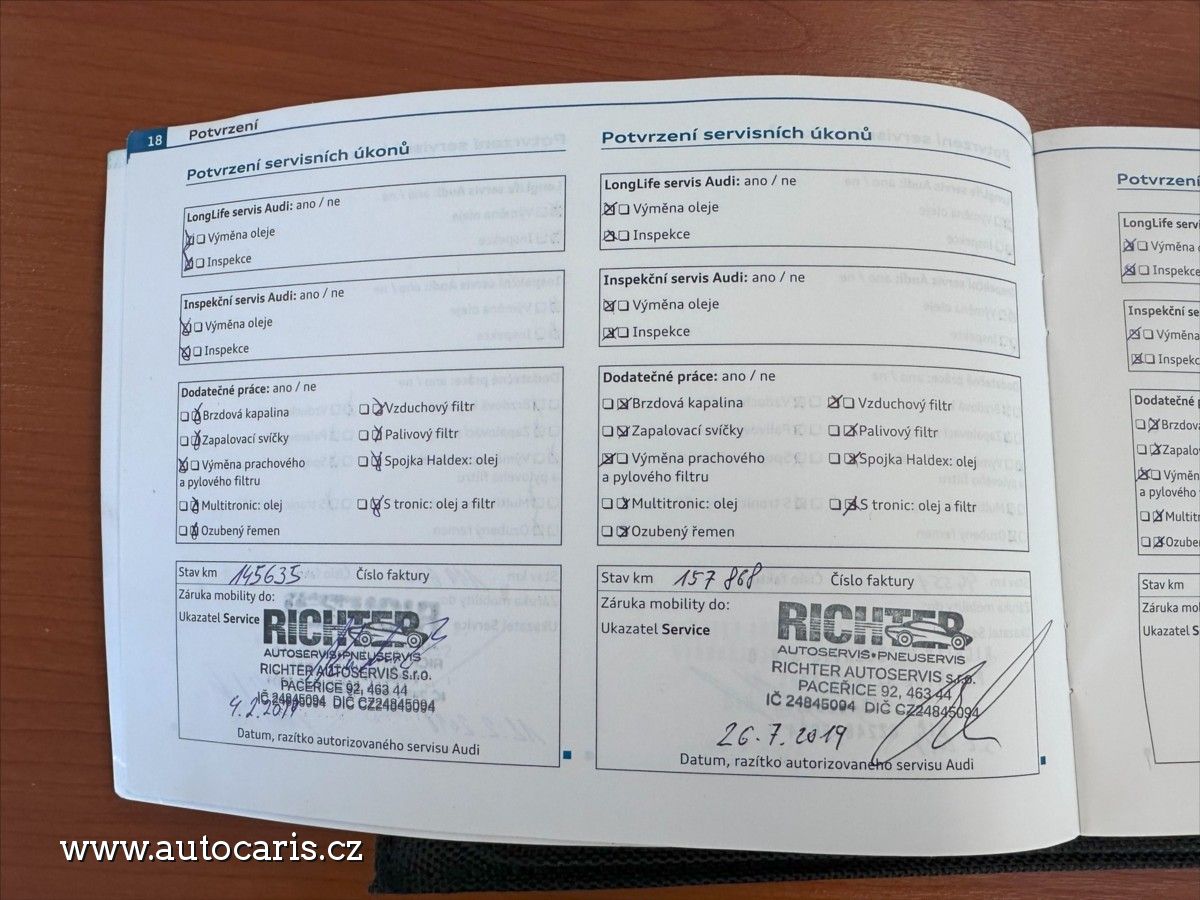 18 Potvrzení
Potvrzení servisních úkonů
LongLife servis Audi: ano / ne
Výměna oleje
Inspekce
Inspekční servis Audi: ano / ne
Výměna oleje
Inspekce
Dodatečné práce: ano / ne
Brzdová kapalina Vzduchový filtr
Zapalovací svíčky Palivový filtr
Výměna prachového Spojka Haldex: olej
a pylového filtru
Multitronic: olej S tronic: olej a filtr
Ozubený řemen
Stav km 145635 Číslo faktury
Záruka mobility do:
Ukazatel Service
RICHTER
AUTOSERVIS•PNEUSERVIS
RICHTER AUTOSERVIS s.r.o.
PACEŘICE 92, 463 44
IČ 24845094 DIČ CZ24845094
4.2.2019
Datum, razítko autorizovaného servisu Audi
Potvrzení servisních úkonů
LongLife servis Audi: ano / ne
Výměna oleje
Inspekce
Inspekční servis Audi: ano / ne
Výměna oleje
Inspekce
Dodatečné práce: ano / ne
Brzdová kapalina Vzduchový filtr
Zapalovací svíčky Palivový filtr
Výměna prachového Spojka Haldex: olej
a pylového filtru
Multitronic: olej S tronic: olej a filtr
Ozubený řemen
Stav km 157 868 Číslo faktury
Záruka mobility do:
Ukazatel Service
RICHTER
AUTOSERVIS•PNEUSERVIS
RICHTER AUTOSERVIS s.r.o.
PACEŘICE 92, 463 44
IČ 24845094 DIČ CZ24845094
26.7.2019
Datum, razítko autorizovaného servisu Audi
Potvrzení
LongLife servi
Výměna o
Inspekce
Inspekční se
Výměna
Inspekc
Dodatečné p
Brzdo
Zapalo
Výměn
a pylového f
Multitr
Ozube
Stav km
Záruka mobi
Ukazatel S
www.autocaris.cz